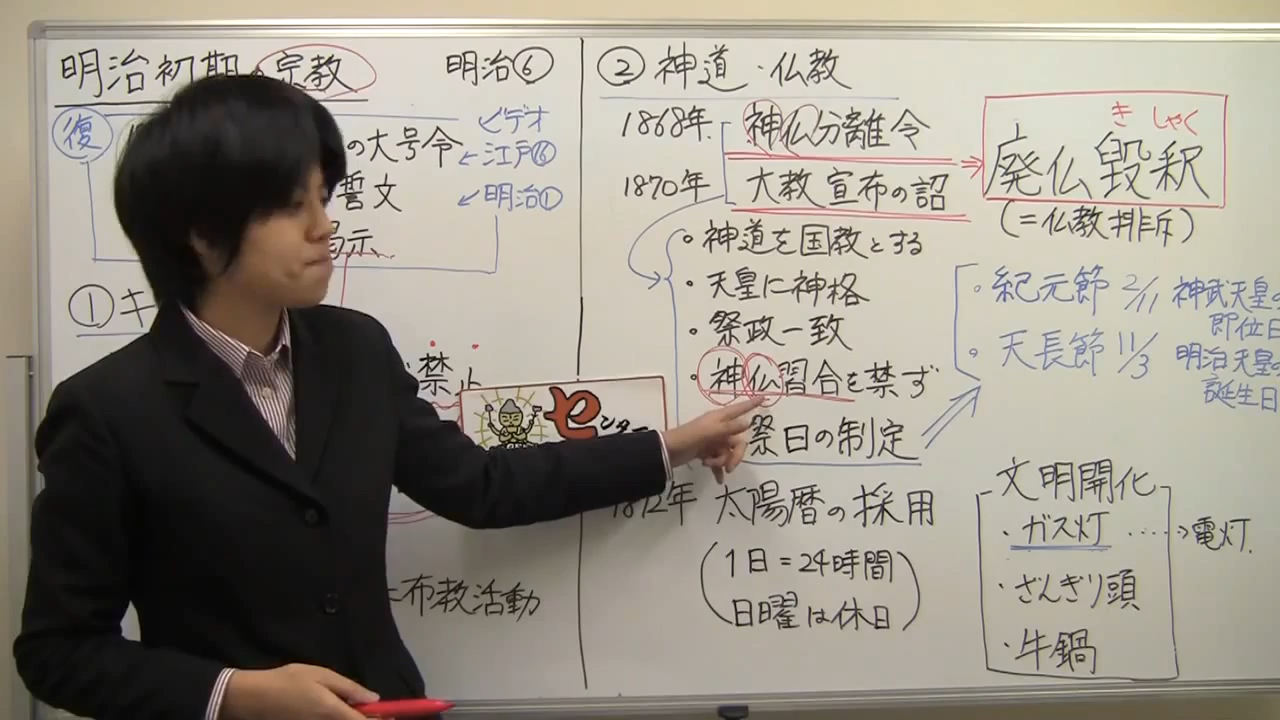 明治初期の宗教 明治⑥
復 の大号令
ビデオ
江戸⑯
誓文
明治①
掲示
① キ
禁止
センター
布教活動
② 神道・仏教
1868年 神仏分離令
1870年 大教宣布の詔
・神道を国教とする
・天皇に神格
・祭政一致
・神仏習合を禁ず
祭日の制定
1872年 太陽暦の採用
(1日=24時間
日曜は休日)
き しゃく
廃仏毀釈
(=仏教排斥)
・紀元節 2/11 神武天皇の
即位日
・天長節 11/3 明治天皇の
誕生日
文明開化
・ガス灯 ‥‥→電灯.
・ざんぎり頭
・牛鍋